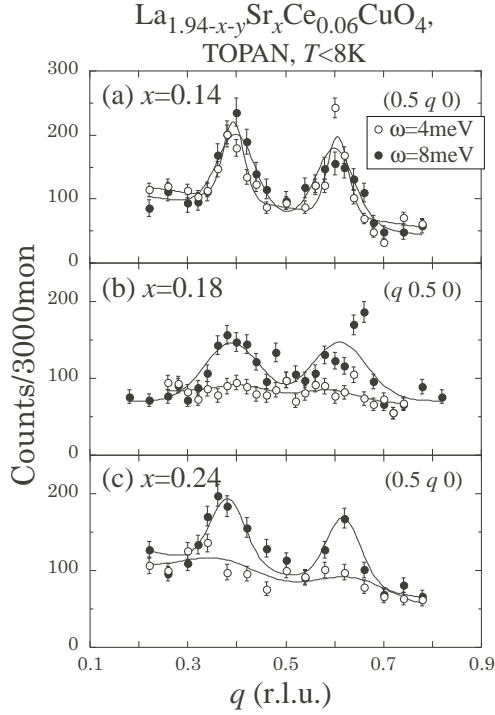 La₁.₉₄₋ₓ₋ᵧSrₓCe₀.₀₆CuO₄,
TOPAN, T<8K
300
(a) x=0.14
(0.5 q 0)
ω=4meV
ω=8meV
200
100
0
(b) x=0.18
(q 0.5 0)
200
100
0
(c) x=0.24
(0.5 q 0)
200
100
0
0.1 0.3 0.5 0.7 0.9
q (r.l.u.)
Counts/3000mon